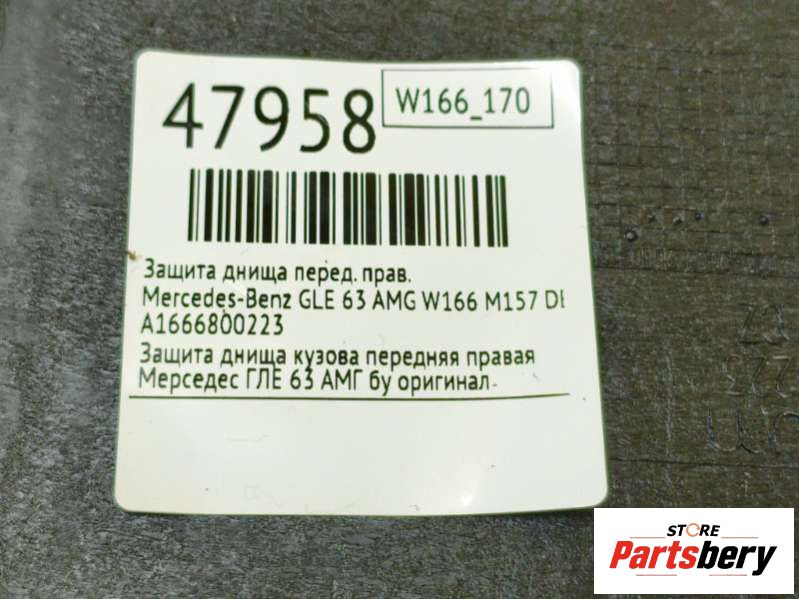 47958
W166_170
Защита днища перед. прав.
Mercedes-Benz GLE 63 AMG W166 M157 DE
A1666800223
Защита днища кузова передняя правая
Мерседес ГЛЕ 63 АМГ бу оригинал
STORE
Partsbery